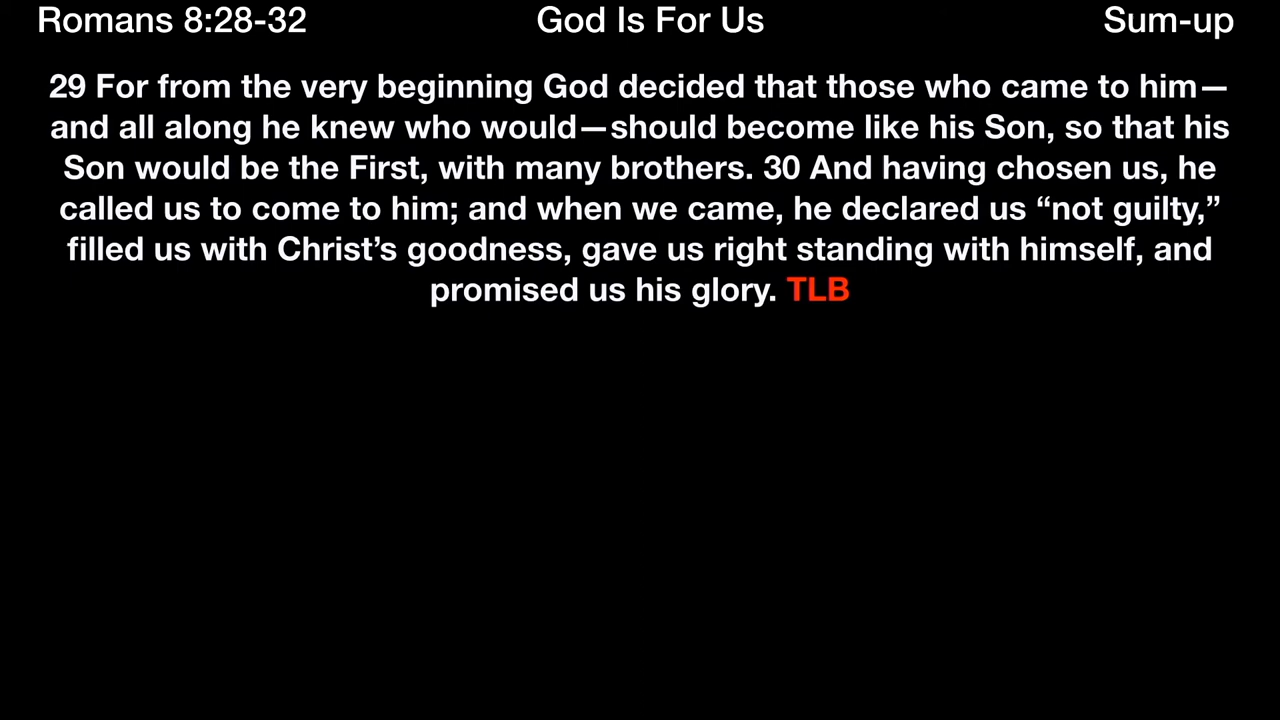 Romans 8:28-32 God Is For Us Sum-up
29 For from the very beginning God decided that those who came to him—
and all along he knew who would—should become like his Son, so that his
Son would be the First, with many brothers. 30 And having chosen us, he
called us to come to him; and when we came, he declared us “not guilty,”
filled us with Christ’s goodness, gave us right standing with himself, and
promised us his glory. TLB